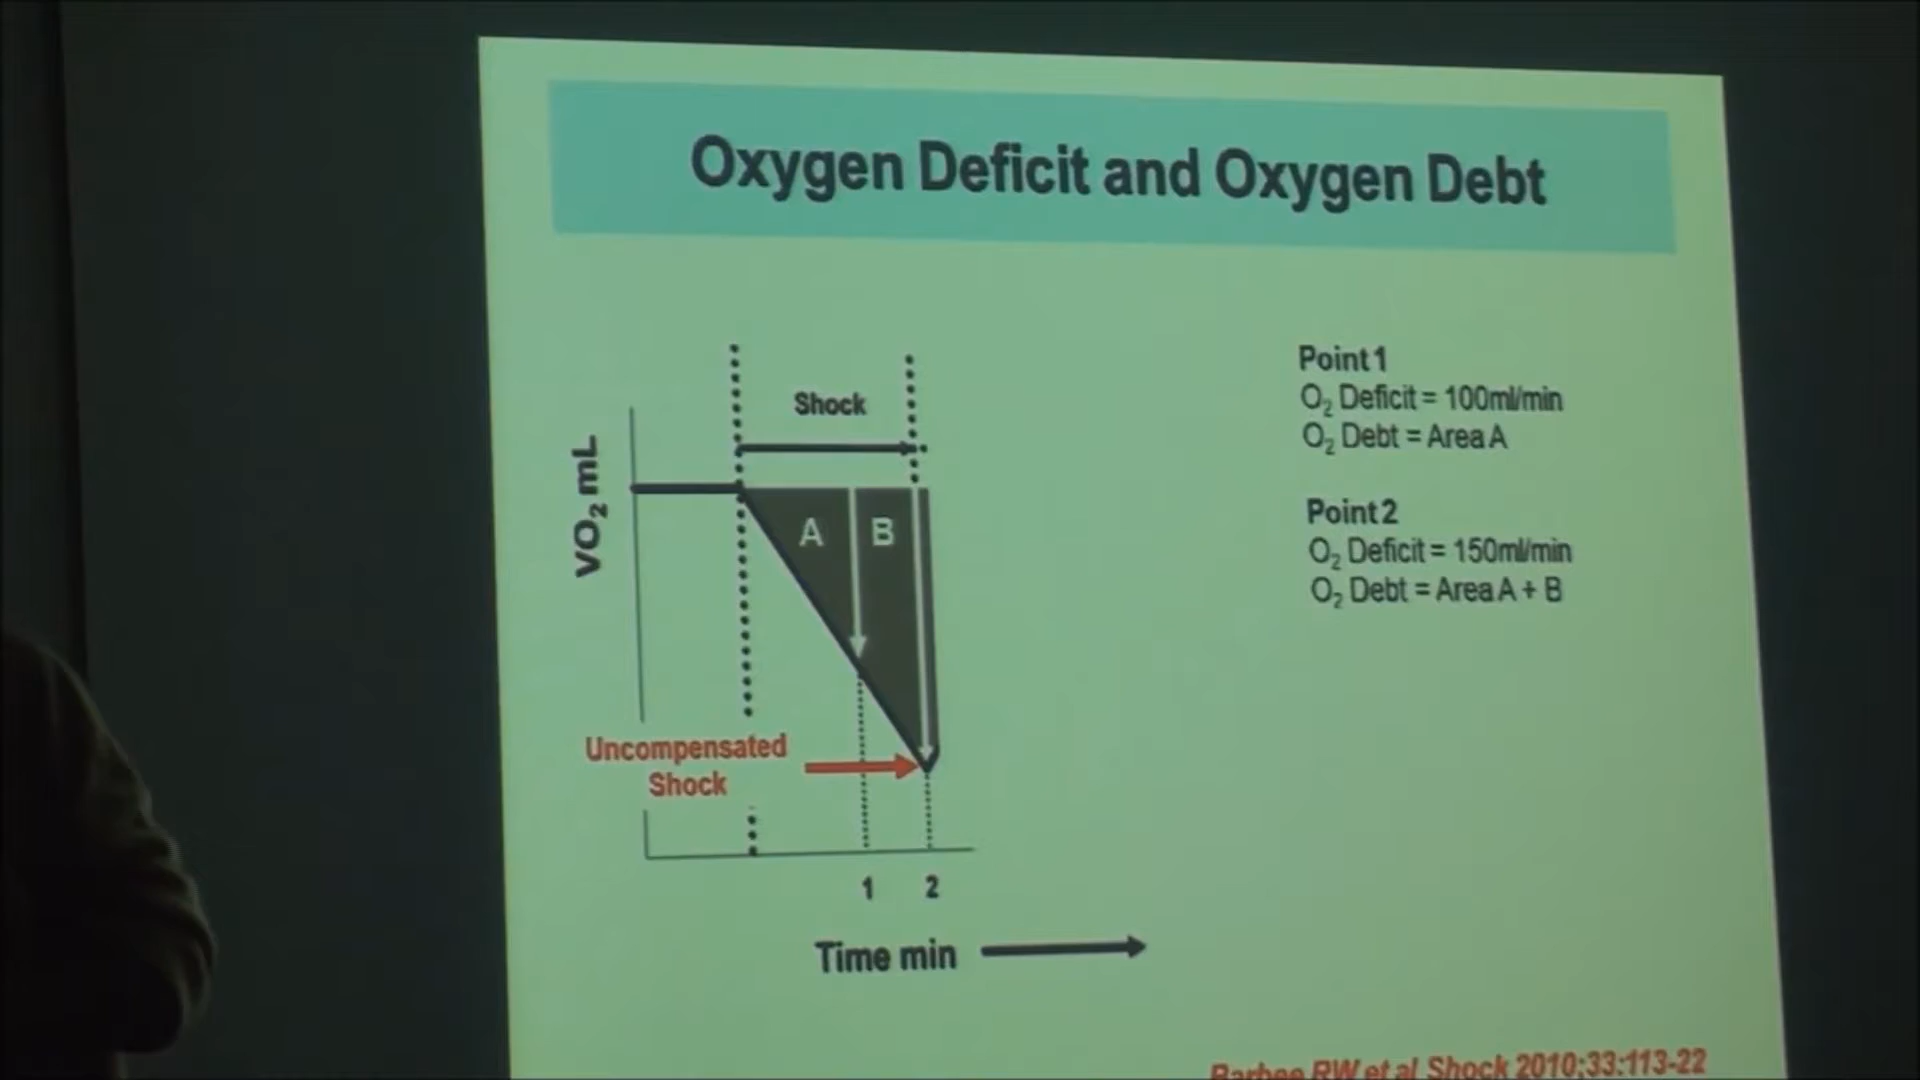 Oxygen Deficit and Oxygen Debt
Shock
VO₂ mL
A
B
Uncompensated
Shock
1
2
Time min
Point 1
O₂ Deficit = 100ml/min
O₂ Debt = Area A
Point 2
O₂ Deficit = 150ml/min
O₂ Debt = Area A + B
Barbee RW et al Shock 2010;33:113-22